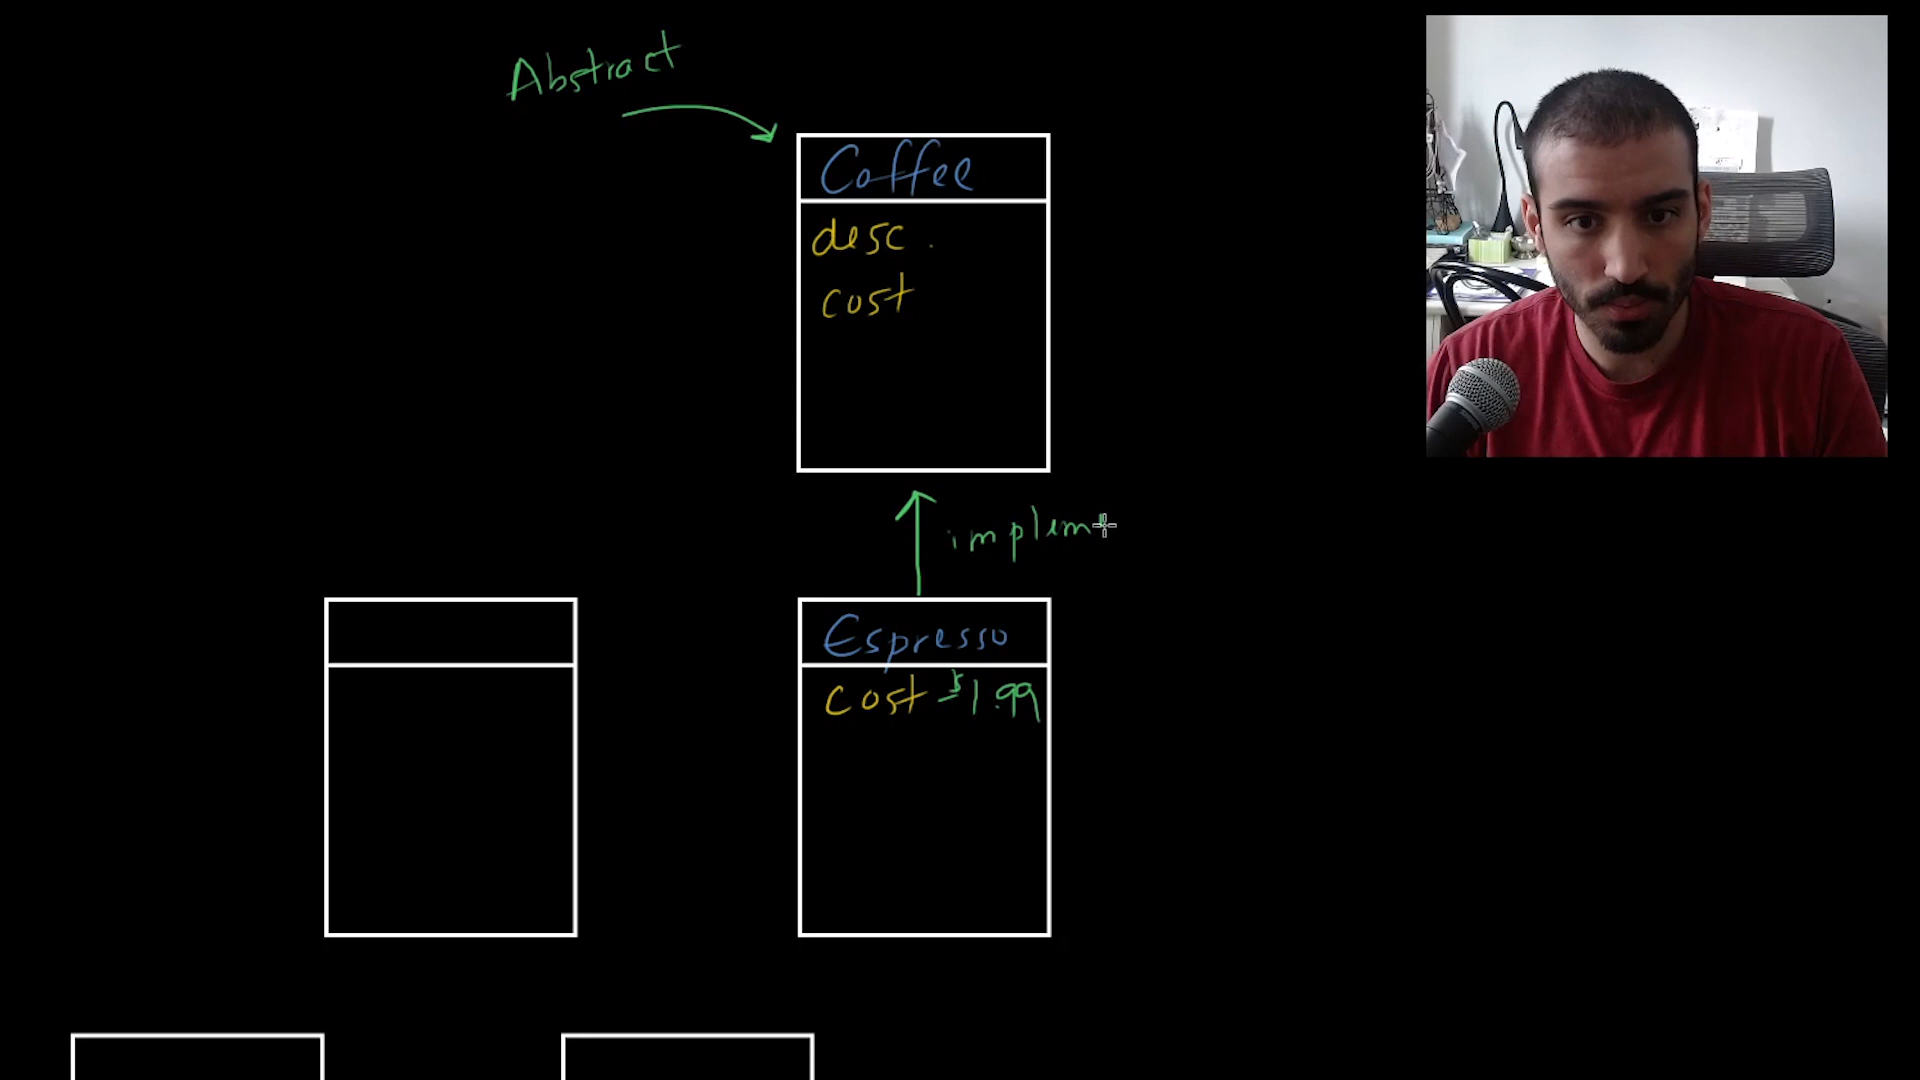 Abstract
Coffee
desc.
cost
implem
Espresso
cost $1.99